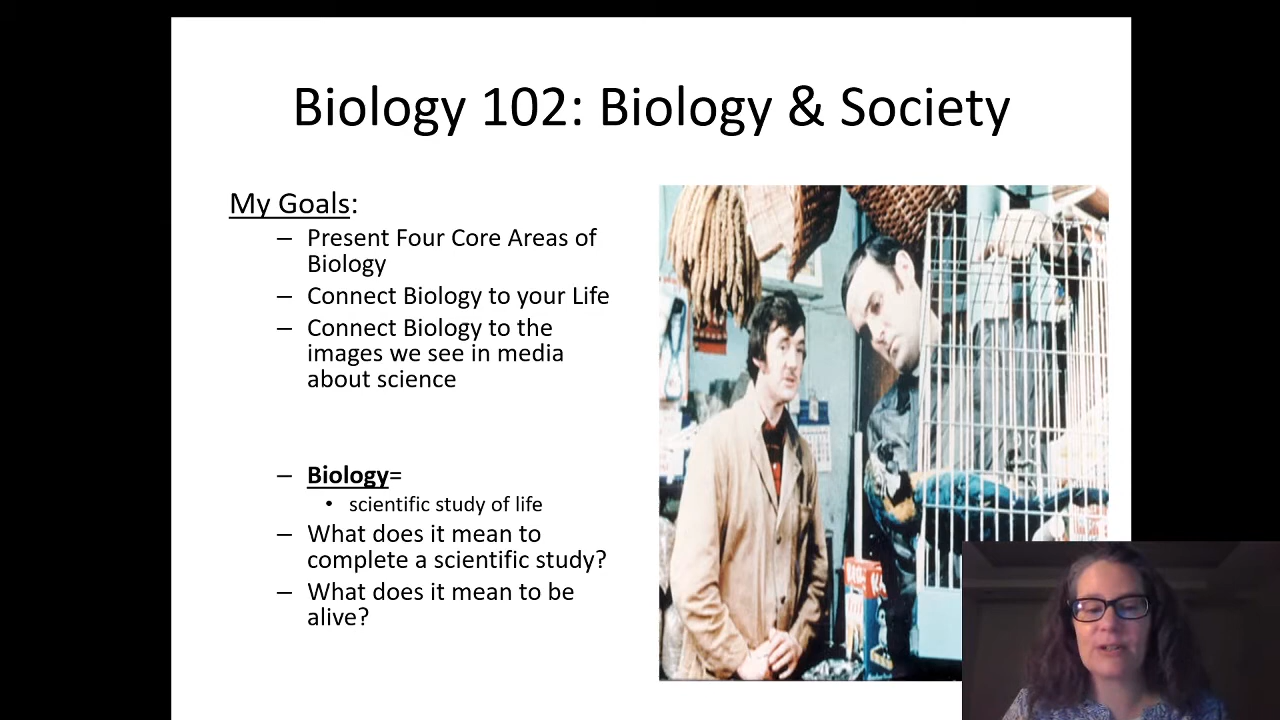 Biology 102: Biology & Society
My Goals:
– Present Four Core Areas of
Biology
– Connect Biology to your Life
– Connect Biology to the
images we see in media
about science
– Biology=
• scientific study of life
– What does it mean to
complete a scientific study?
– What does it mean to be
alive?